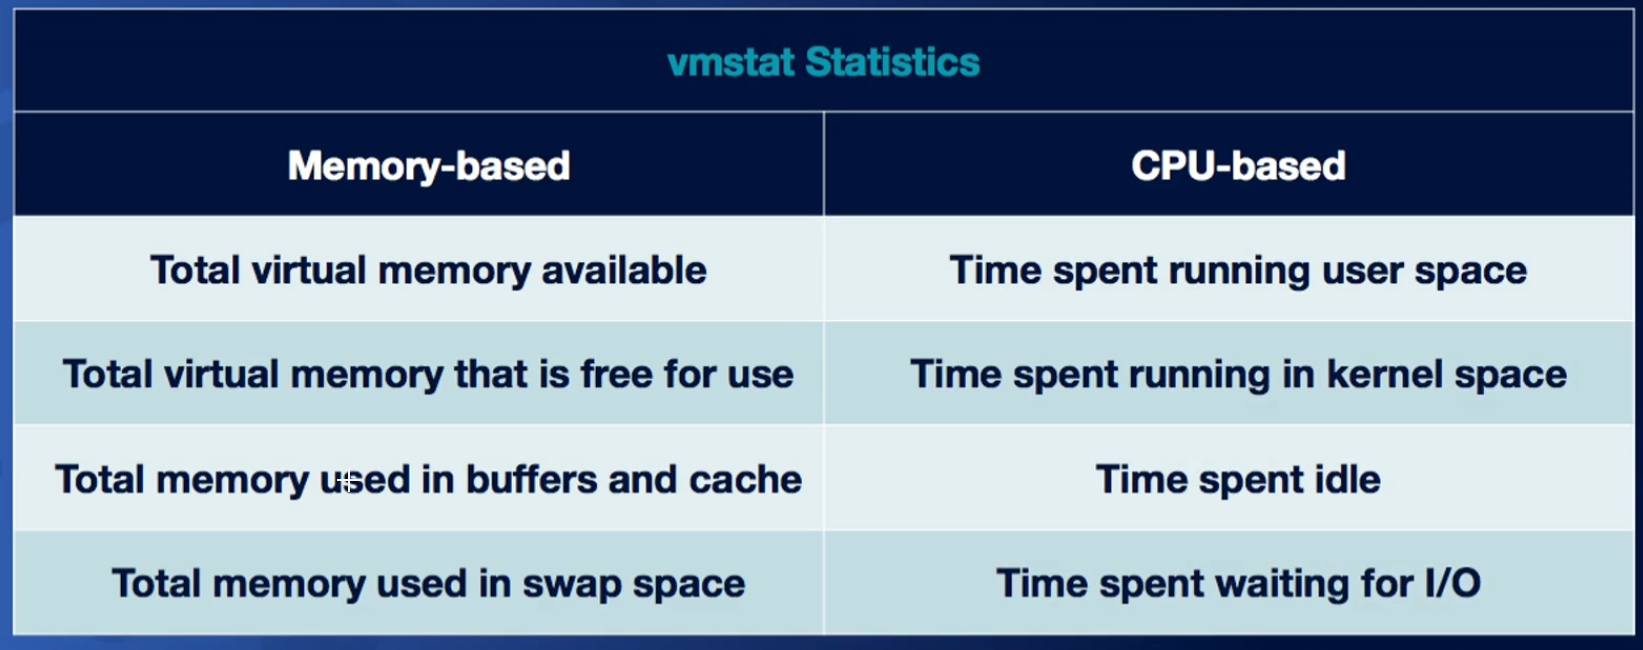 vmstat Statistics
Memory-based
CPU-based
Total virtual memory available
Time spent running user space
Total virtual memory that is free for use
Time spent running in kernel space
Total memory used in buffers and cache
Time spent idle
Total memory used in swap space
Time spent waiting for I/O